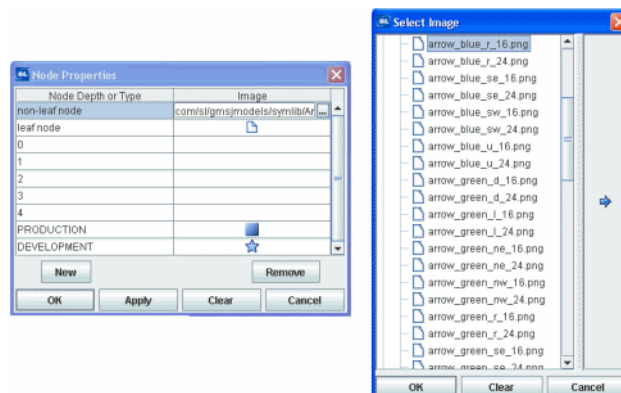 Node Properties
Node Depth or Type Image
non-leaf node com/sl/gmsjmodels/symlib/Ar ...
leaf node
0
1
2
3
4
PRODUCTION
DEVELOPMENT
New Remove
OK Apply Clear Cancel
Select Image
arrow_blue_r_16.png
arrow_blue_r_24.png
arrow_blue_se_16.png
arrow_blue_se_24.png
arrow_blue_sw_16.png
arrow_blue_sw_24.png
arrow_blue_u_16.png
arrow_blue_u_24.png
arrow_green_d_16.png
arrow_green_d_24.png
arrow_green_l_16.png
arrow_green_l_24.png
arrow_green_ne_16.png
arrow_green_ne_24.png
arrow_green_nw_16.png
arrow_green_nw_24.png
arrow_green_r_16.png
arrow_green_r_24.png
arrow_green_se_16.png
arrow_green_se_24.png
OK Clear Cancel